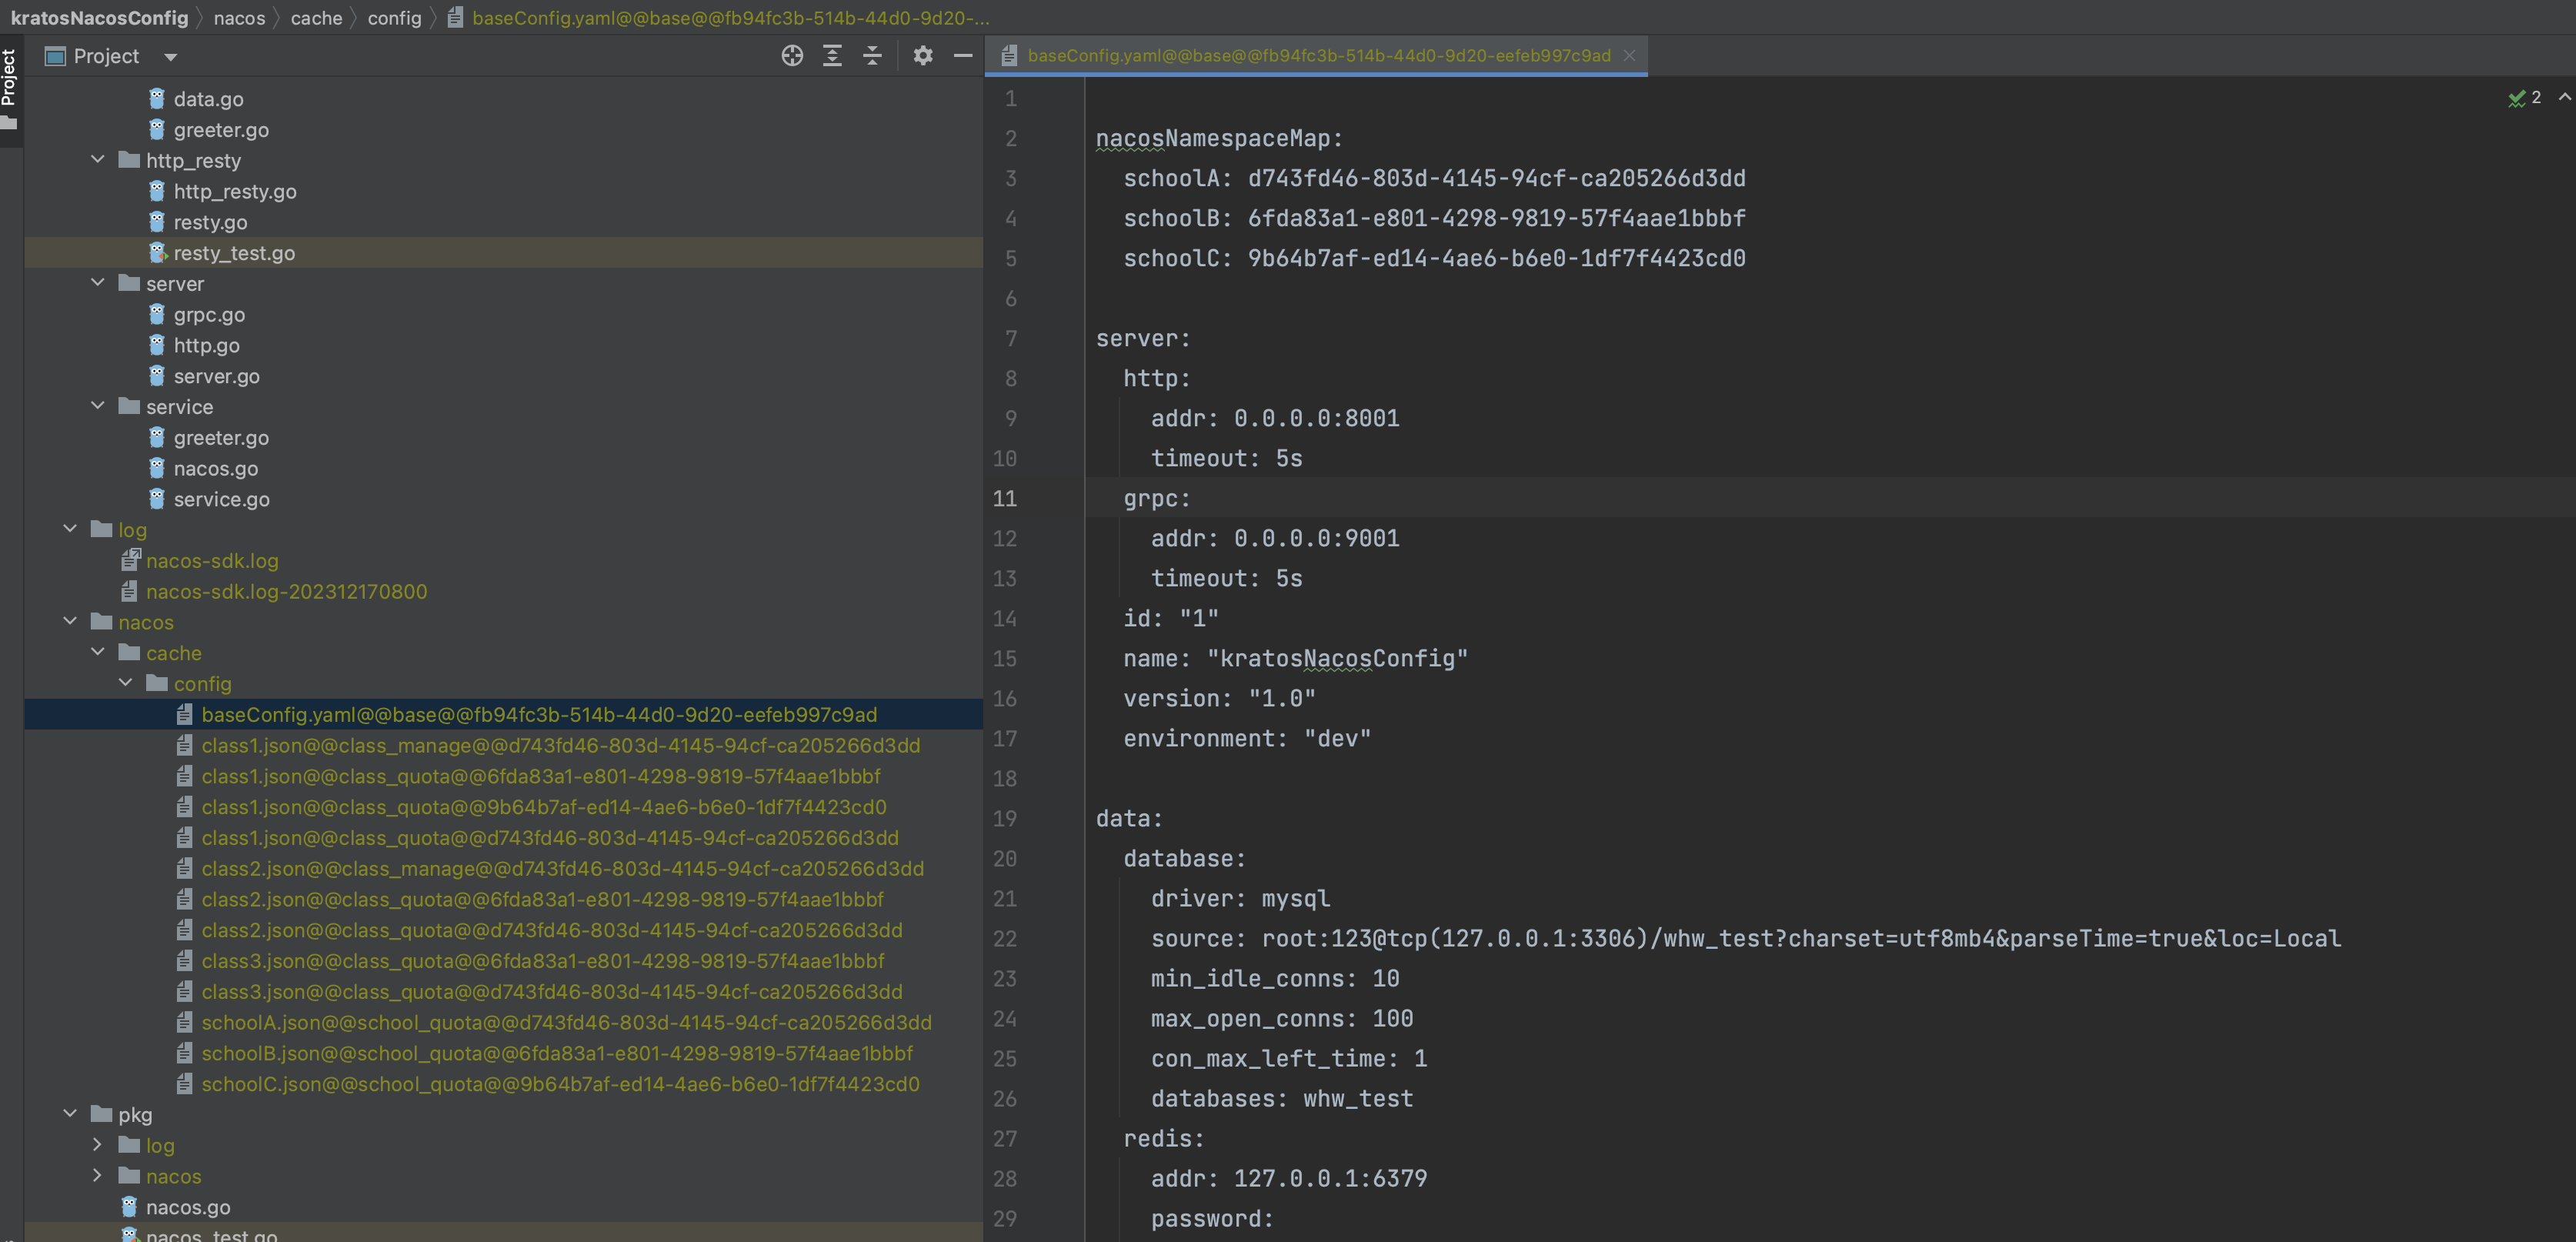 kratosNacosConfig nacos cache config baseConfig.yaml@@base@@fb94fc3b-514b-44d0-9d20-...
Project
Project
data.go
greeter.go
http_resty
http_resty.go
resty.go
resty_test.go
server
grpc.go
http.go
server.go
service
greeter.go
nacos.go
service.go
log
nacos-sdk.log
nacos-sdk.log-202312170800
nacos
cache
config
baseConfig.yaml@@base@@fb94fc3b-514b-44d0-9d20-eefeb997c9ad
class1.json@@class_manage@@d743fd46-803d-4145-94cf-ca205266d3dd
class1.json@@class_quota@@6fda83a1-e801-4298-9819-57f4aae1bbbf
class1.json@@class_quota@@9b64b7af-ed14-4ae6-b6e0-1df7f4423cd0
class1.json@@class_quota@@d743fd46-803d-4145-94cf-ca205266d3dd
class2.json@@class_manage@@d743fd46-803d-4145-94cf-ca205266d3dd
class2.json@@class_quota@@6fda83a1-e801-4298-9819-57f4aae1bbbf
class2.json@@class_quota@@d743fd46-803d-4145-94cf-ca205266d3dd
class3.json@@class_quota@@6fda83a1-e801-4298-9819-57f4aae1bbbf
class3.json@@class_quota@@d743fd46-803d-4145-94cf-ca205266d3dd
schoolA.json@@school_quota@@d743fd46-803d-4145-94cf-ca205266d3dd
schoolB.json@@school_quota@@6fda83a1-e801-4298-9819-57f4aae1bbbf
schoolC.json@@school_quota@@9b64b7af-ed14-4ae6-b6e0-1df7f4423cd0
pkg
log
nacos
nacos.go
nacos_test.go
baseConfig.yaml@@base@@fb94fc3b-514b-44d0-9d20-eefeb997c9ad
2
1
2 nacosNamespaceMap:
3 schoolA: d743fd46-803d-4145-94cf-ca205266d3dd
4 schoolB: 6fda83a1-e801-4298-9819-57f4aae1bbbf
5 schoolC: 9b64b7af-ed14-4ae6-b6e0-1df7f4423cd0
6
7 server:
8 http:
9 addr: 0.0.0.0:8001
10 timeout: 5s
11 grpc:
12 addr: 0.0.0.0:9001
13 timeout: 5s
14 id: "1"
15 name: "kratosNacosConfig"
16 version: "1.0"
17 environment: "dev"
18
19 data:
20 database:
21 driver: mysql
22 source: root:123@tcp(127.0.0.1:3306)/whw_test?charset=utf8mb4&parseTime=true&loc=Local
23 min_idle_conns: 10
24 max_open_conns: 100
25 con_max_left_time: 1
26 databases: whw_test
27 redis:
28 addr: 127.0.0.1:6379
29 password: